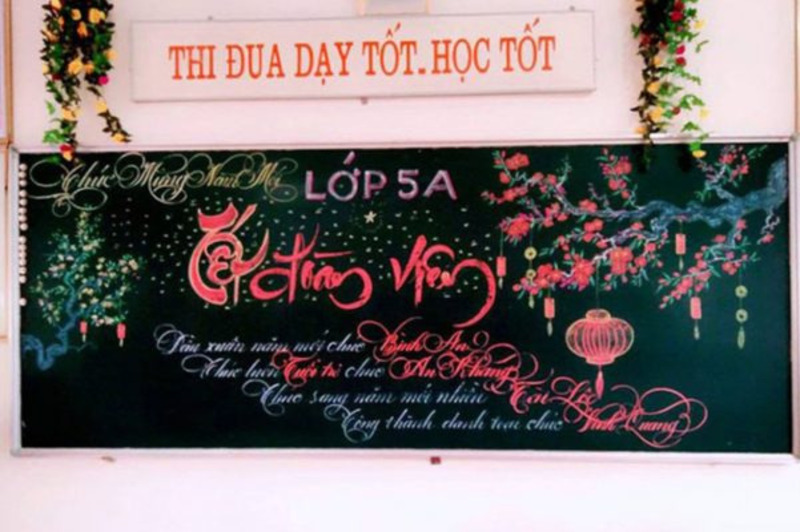 THI ĐUA DẠY TỐT - HỌC TỐT
Chúc Mừng Năm Mới
LỚP 5A
Tết đoàn viên
Đầu xuân năm mới chúc Bình An
Chúc luôn Tuổi trẻ chúc An Khang
Chúc sang năm mới nhiều Tài Lộc
Công thành danh toại chúc Vinh Quang